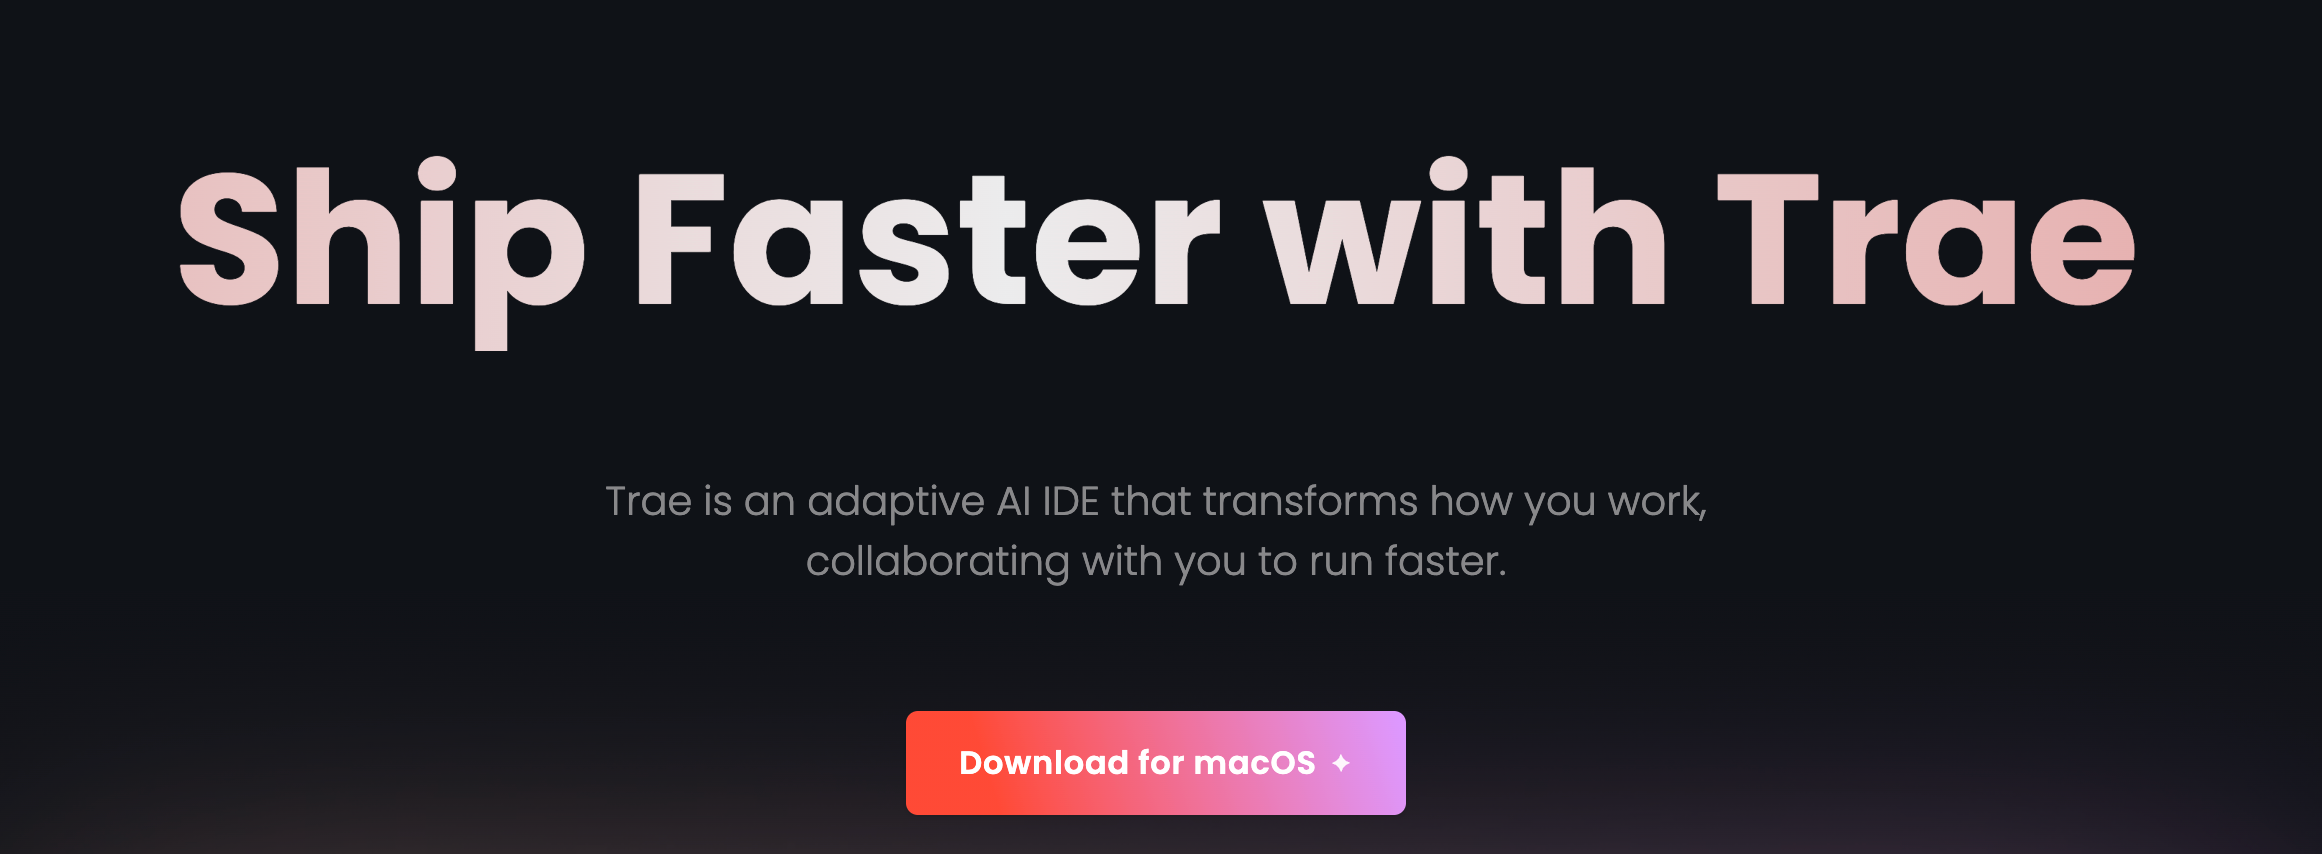 Ship Faster with Trae
Trae is an adaptive AI IDE that transforms how you work,
collaborating with you to run faster.
Download for macOS ✦